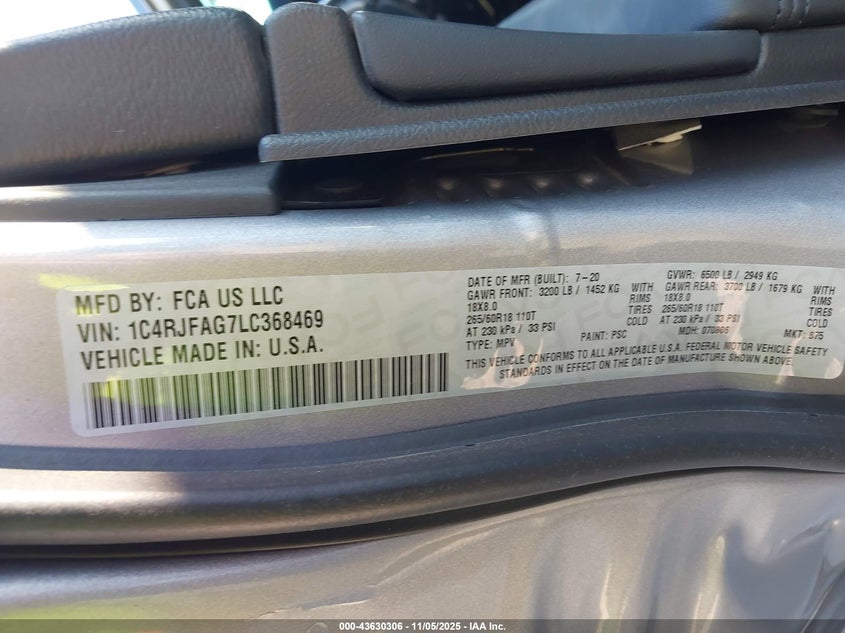 MFD BY: FCA US LLC
VIN: 1C4RJFAG7LC368469
VEHICLE MADE IN: U.S.A.
DATE OF MFR (BUILT): 7-20
GAWR FRONT: 3200 LB / 1452 KG WITH
18X8.0 RIMS
265/60R18 110T TIRES
AT 230 kPa / 33 PSI COLD
TYPE: MPV PAINT: PSC
GVWR: 6500 LB / 2949 KG
GAWR REAR: 3700 LB / 1679 KG WITH
18X8.0 RIMS
265/60R18 110T TIRES
AT 230 kPa / 33 PSI COLD
MDH: MKT: 875
THIS VEHICLE CONFORMS TO ALL APPLICABLE U.S.A. FEDERAL MOTOR VEHICLE SAFETY
STANDARDS IN EFFECT ON THE DATE OF MANUFACTURE SHOWN ABOVE.
000-43630306 - 11/05/2025 - IAA Inc.